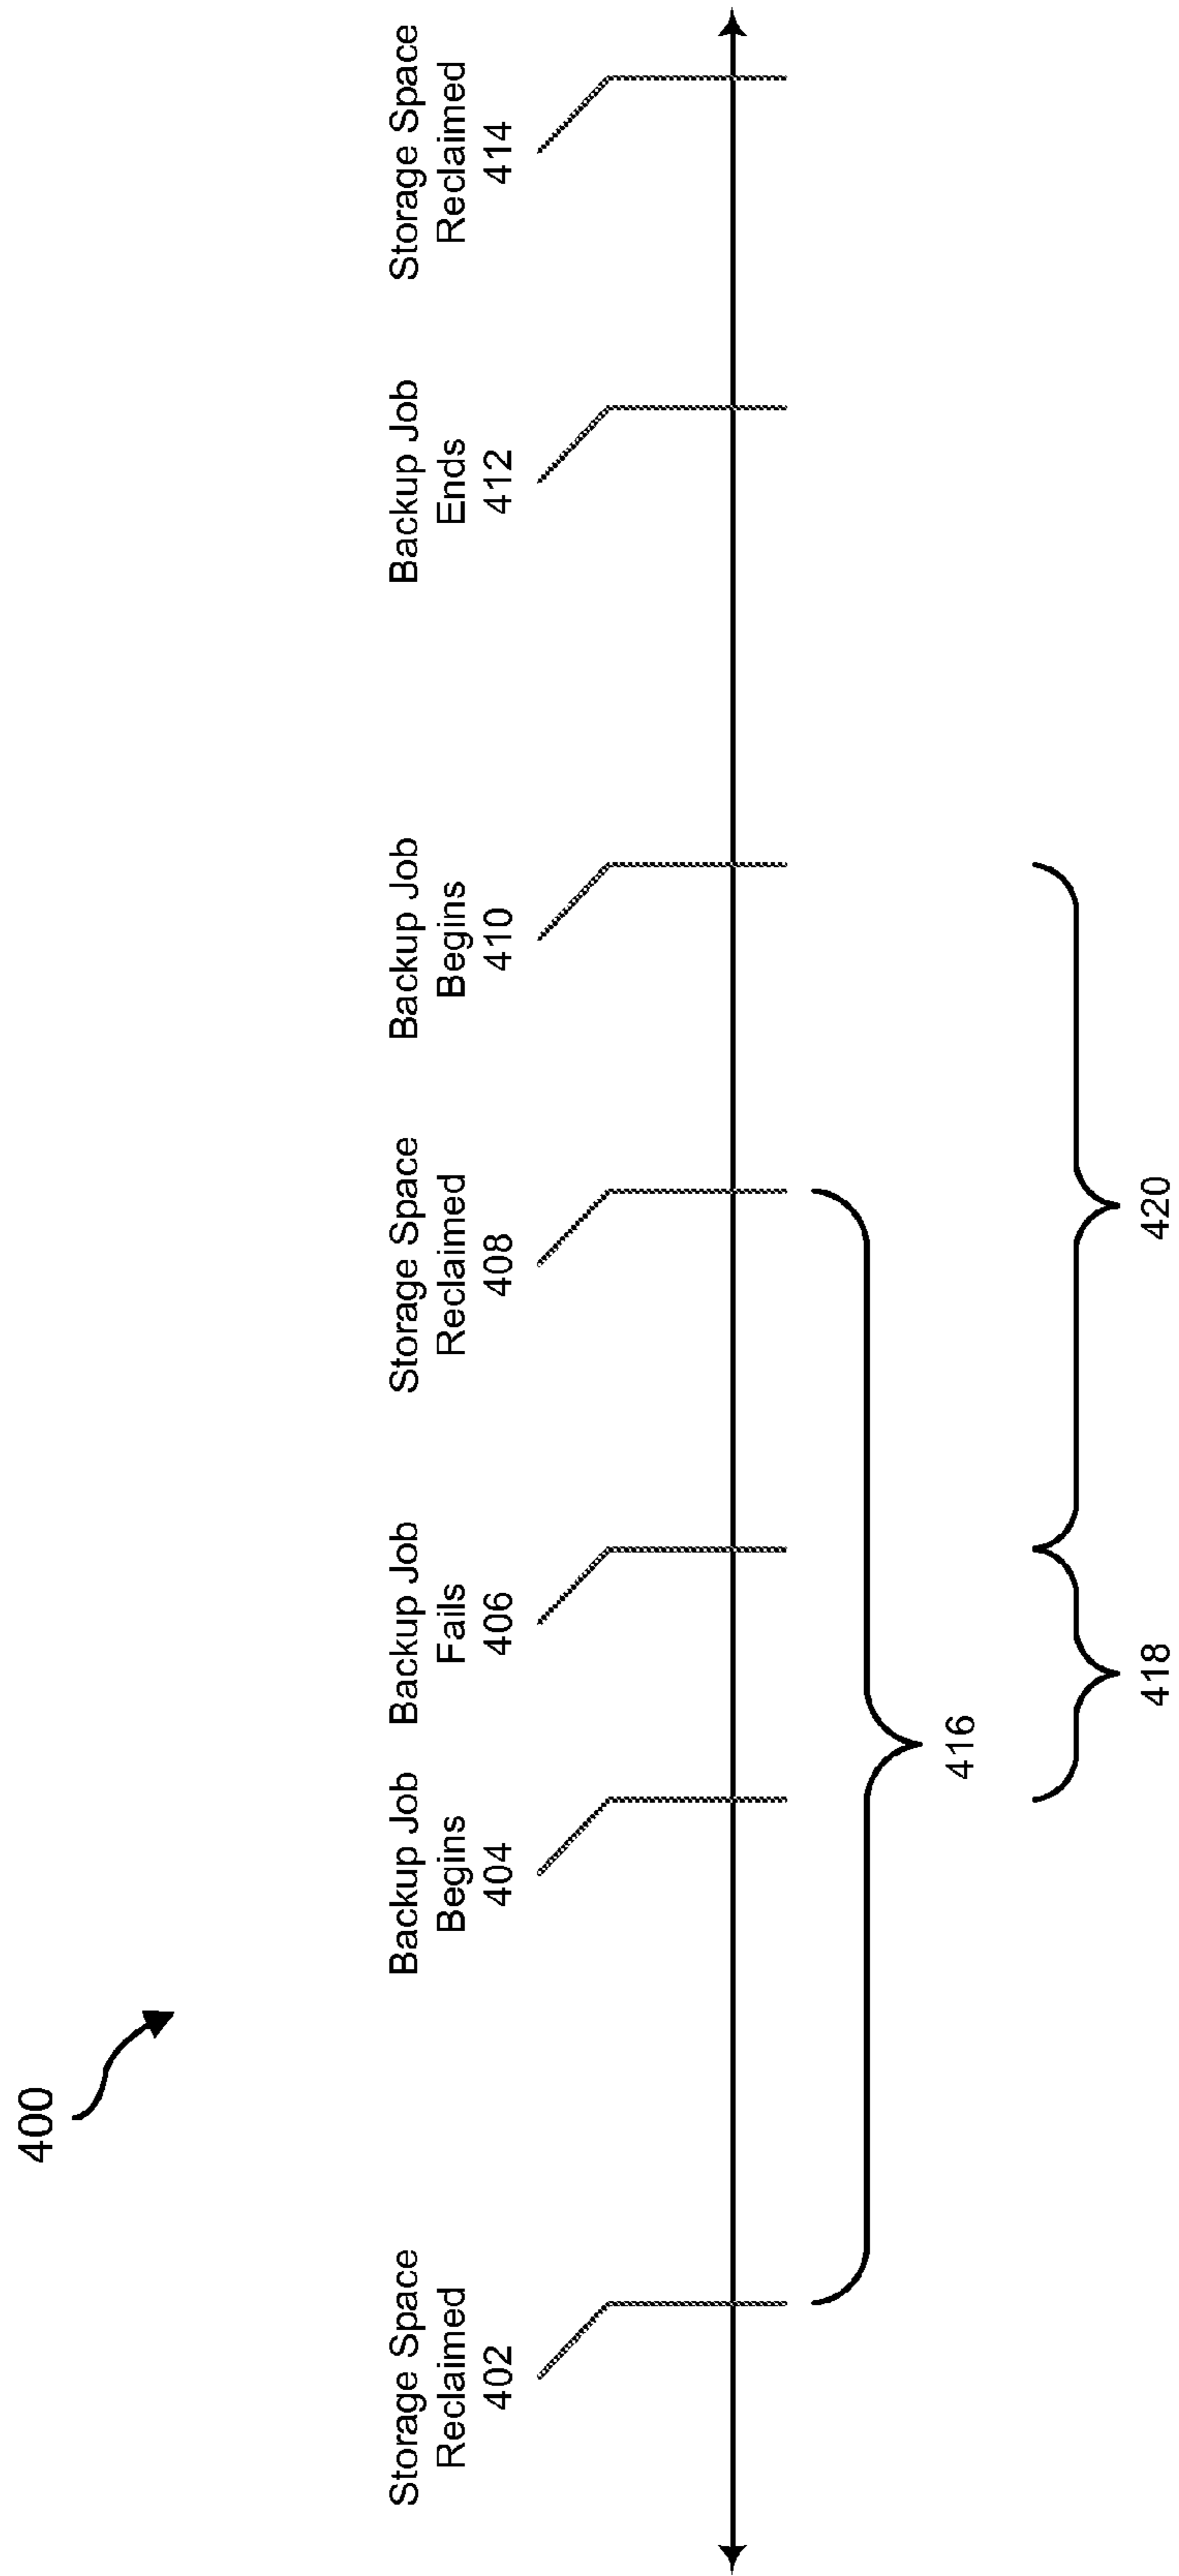 400
Storage Space
Reclaimed
402
Backup Job
Begins
404
Backup Job
Fails
406
Storage Space
Reclaimed
408
Backup Job
Begins
410
Backup Job
Ends
412
Storage Space
Reclaimed
414
416
418
420